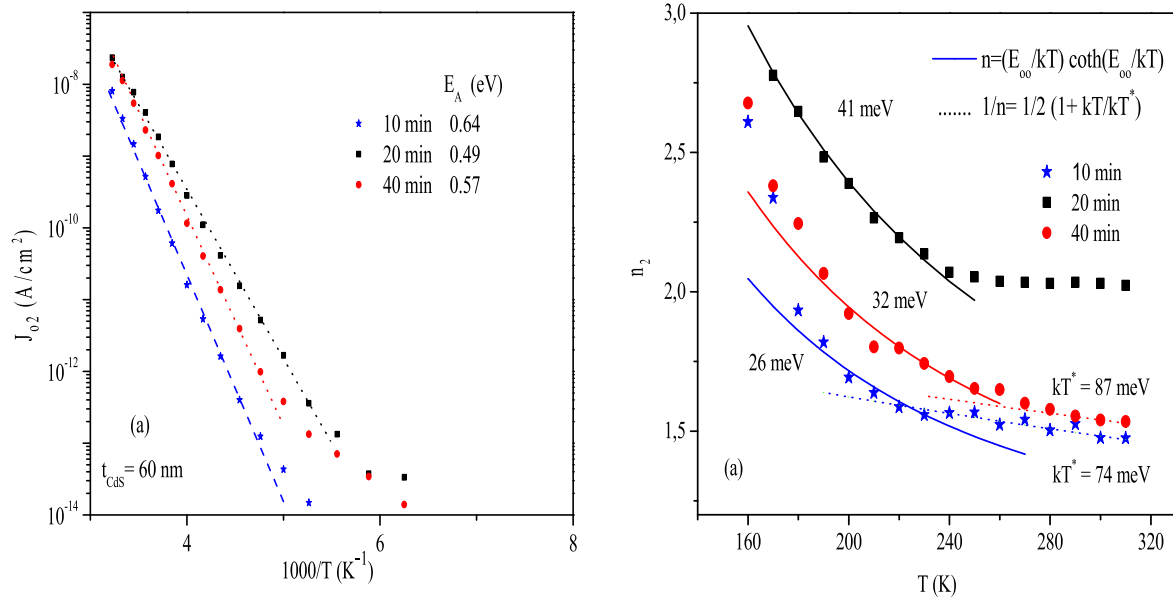 E_A (eV)
10 min 0.64
20 min 0.49
40 min 0.57
10^-8
10^-10
10^-12
10^-14
J_o2 (A/cm^2)
(a)
t_CdS = 60 nm
4 6 8
1000/T (K^-1)
3,0
2,5
2,0
1,5
n_2
n=(E_oo/kT) coth(E_oo/kT)
1/n= 1/2 (1+ kT/kT*)
41 meV
10 min
20 min
40 min
32 meV
26 meV
kT* = 87 meV
kT* = 74 meV
(a)
160 200 240 280 320
T (K)